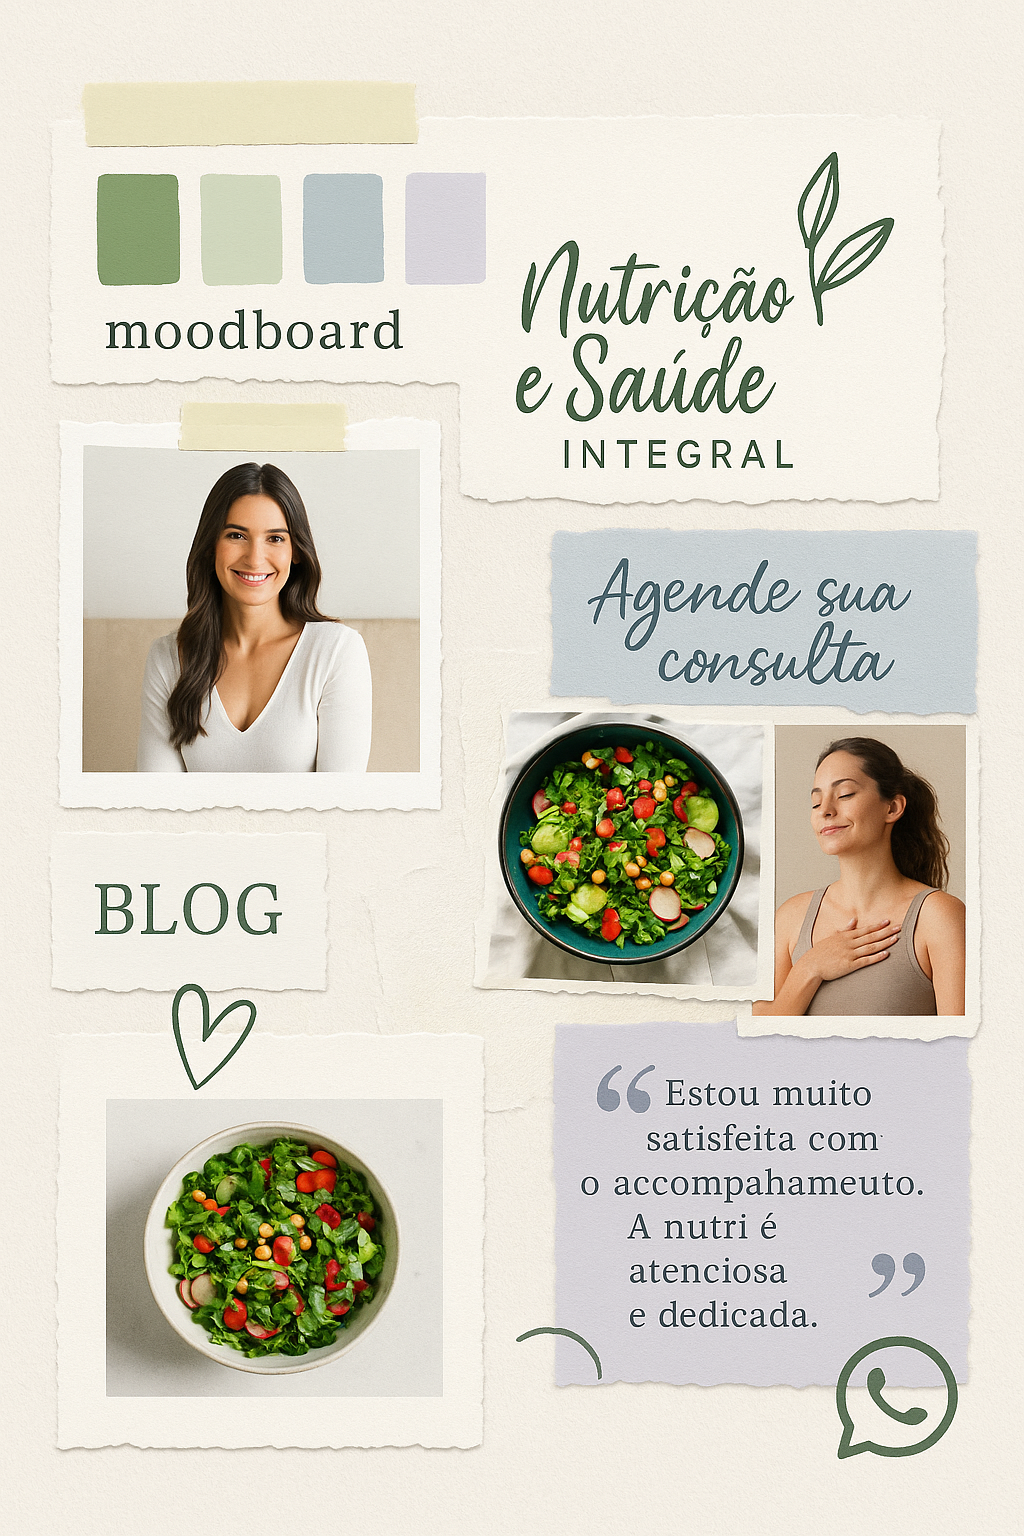 moodboard
Nutrição
e Saúde
INTEGRAL
Agende sua
consulta
BLOG
“Estou muito
satisfeita com
o accompahameuto.
A nutri é
atenciosa
e dedicada.”